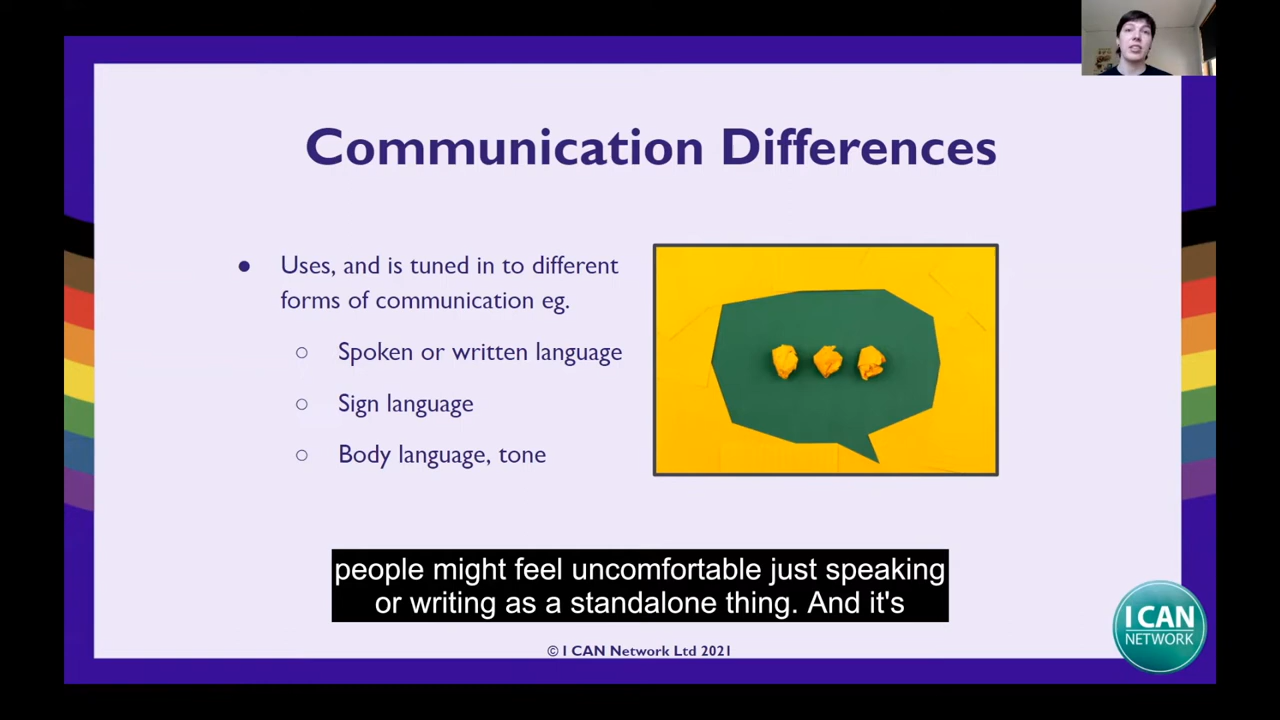 Communication Differences
● Uses, and is tuned in to different
forms of communication eg.
○ Spoken or written language
○ Sign language
○ Body language, tone
people might feel uncomfortable just speaking
or writing as a standalone thing. And it's
I CAN
NETWORK
© I CAN Network Ltd 2021